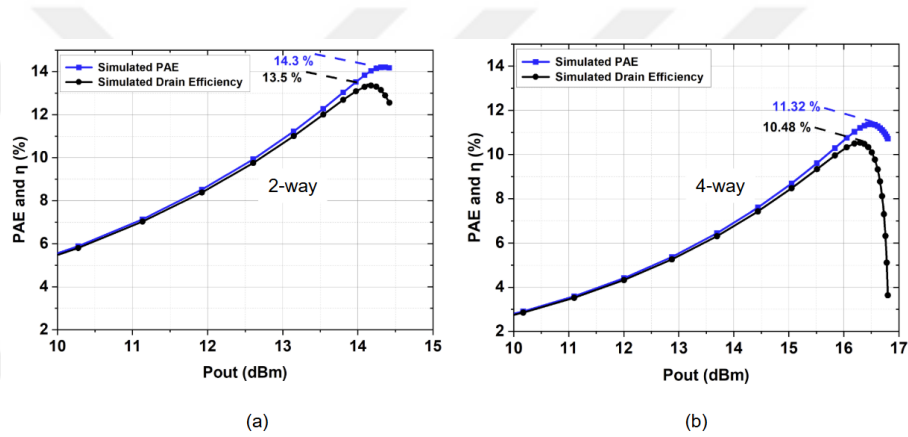 Simulated PAE
Simulated Drain Efficiency
14.3 %
13.5 %
2-way
PAE and η (%)
14
12
10
8
6
4
2
10
11
12
13
14
15
Pout (dBm)
(a)
Simulated PAE
Simulated Drain Efficiency
11.32 %
10.48 %
4-way
PAE and η (%)
14
12
10
8
6
4
2
10
11
12
13
14
15
16
17
Pout (dBm)
(b)